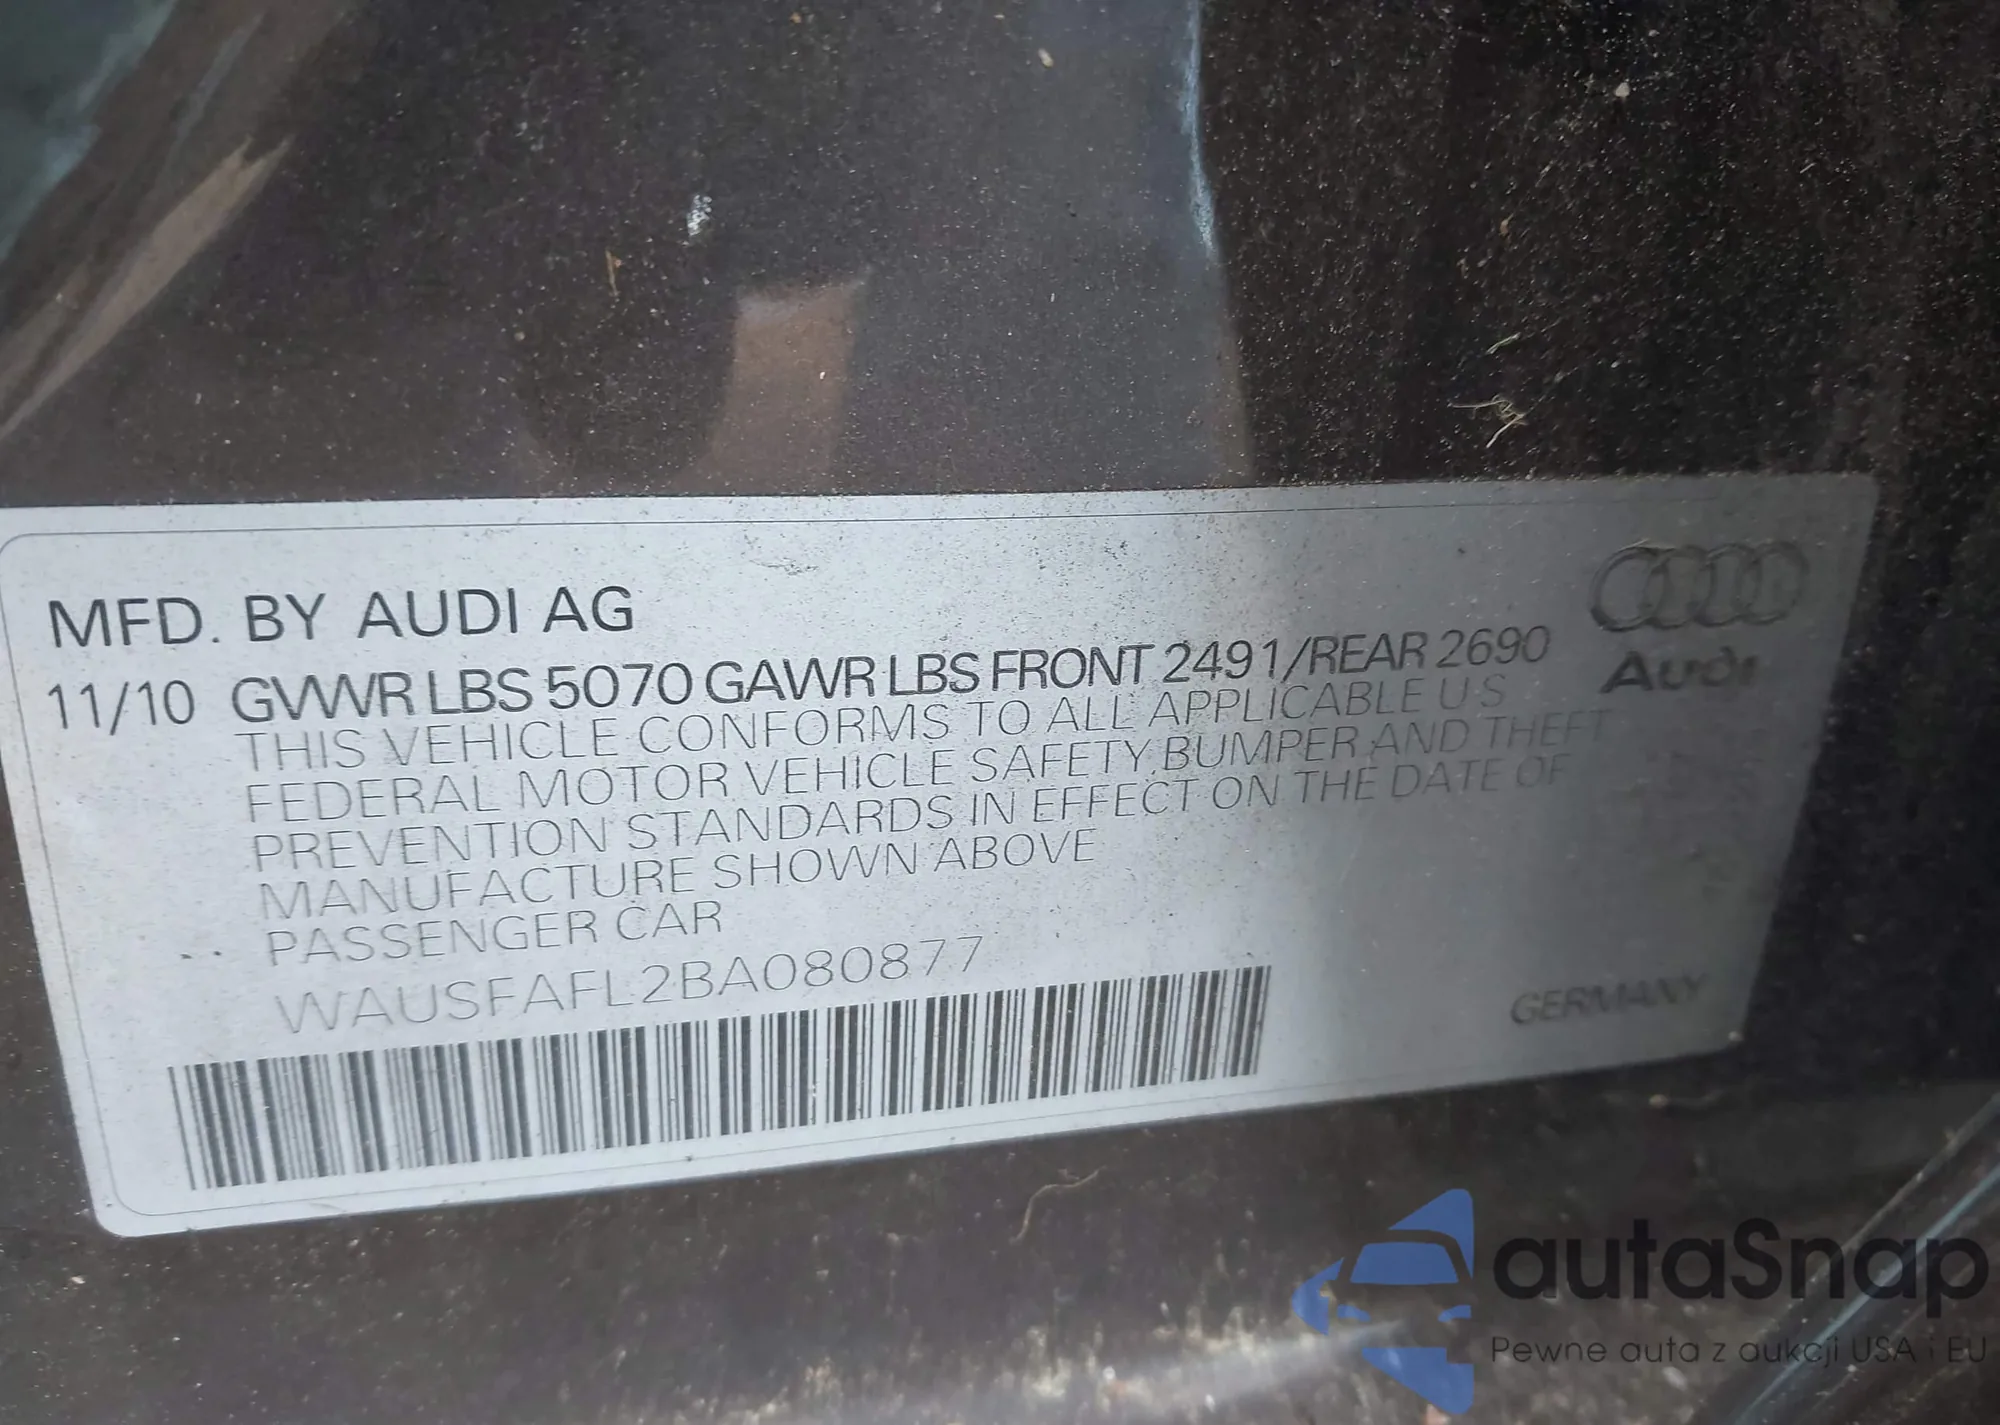 MFD. BY AUDI AG
11/10 GVWR LBS 5070 GAWR LBS FRONT 2491/REAR 2690
THIS VEHICLE CONFORMS TO ALL APPLICABLE U S
FEDERAL MOTOR VEHICLE SAFETY, BUMPER AND THEFT
PREVENTION STANDARDS IN EFFECT ON THE DATE OF
MANUFACTURE SHOWN ABOVE
PASSENGER CAR
WAUSFAFL2BA080877
Audi
GERMANY
autaSnap
Pewne auta z aukcji USA i EU